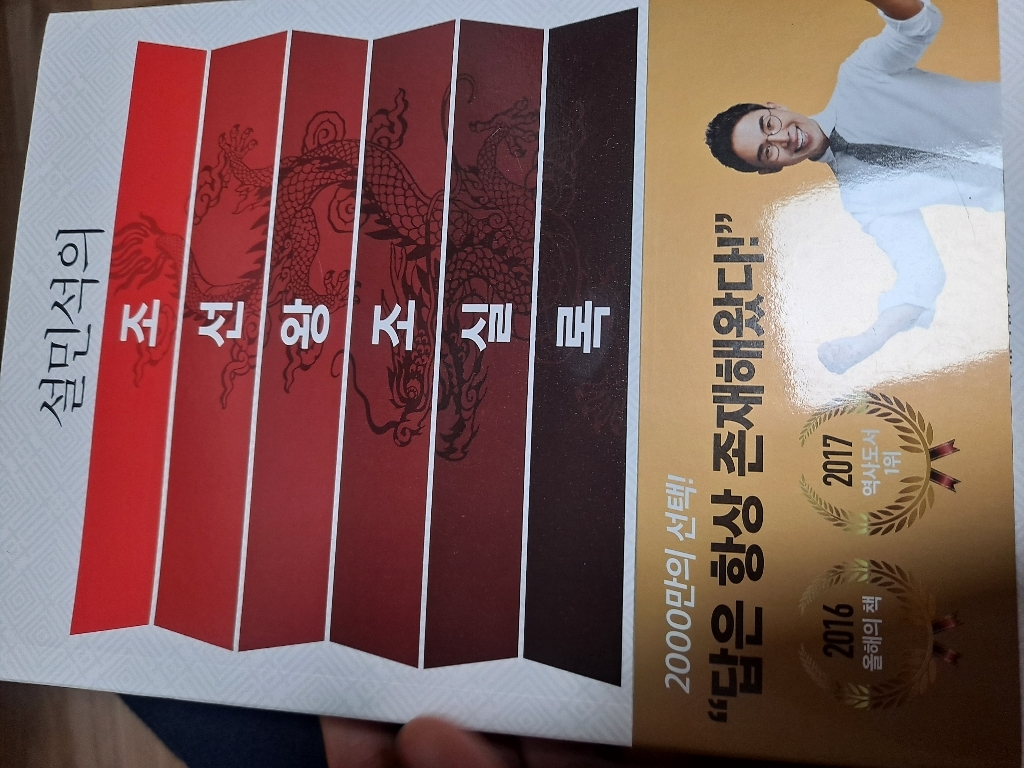 설민석의
조
선
왕
조
실
록
2000만의 선택!
“답은 항상 존재해왔다!”
2016
올해의 책
2017
역사도서
1위